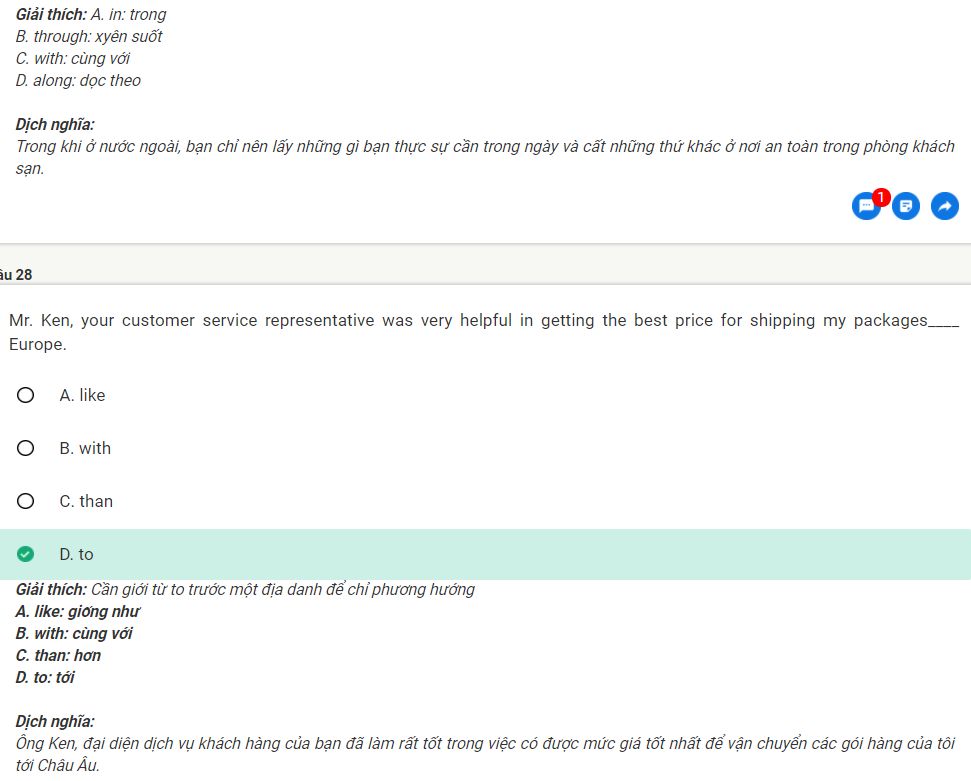 Giải thích: A. in: trong
B. through: xyên suốt
C. with: cùng với
D. along: dọc theo
Dịch nghĩa:
Trong khi ở nước ngoài, bạn chỉ nên lấy những gì bạn thực sự cần trong ngày và cất những thứ khác ở nơi an toàn trong phòng khách
sạn.
1
âu 28
Mr. Ken, your customer service representative was very helpful in getting the best price for shipping my packages____
Europe.
A. like
B. with
C. than
D. to
Giải thích: Cần giới từ to trước một địa danh để chỉ phương hướng
A. like: giống như
B. with: cùng với
C. than: hơn
D. to: tới
Dịch nghĩa:
Ông Ken, đại diện dịch vụ khách hàng của bạn đã làm rất tốt trong việc có được mức giá tốt nhất để vận chuyển các gói hàng của tôi
tới Châu Âu.